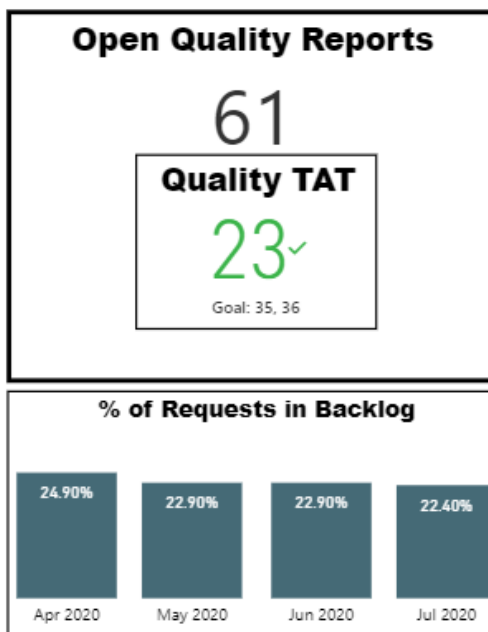 Open Quality Reports
61
Quality TAT
23
Goal: 35, 36
% of Requests in Backlog
24.90% 22.90% 22.90% 22.40%
Apr 2020 May 2020 Jun 2020 Jul 2020